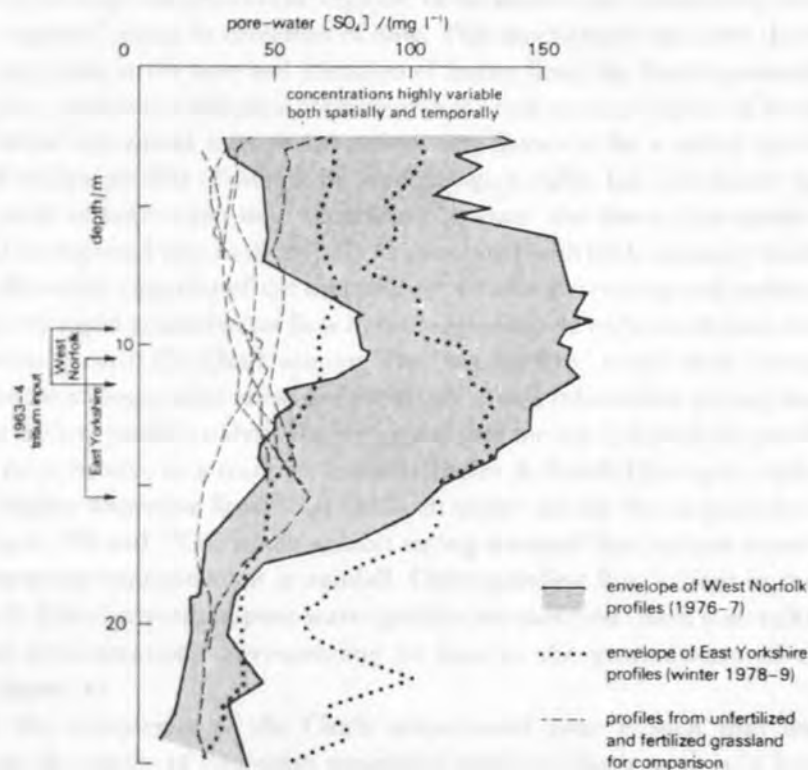 pore-water [SO₄]/(mg l⁻¹)
0 50 100 150
concentrations highly variable
both spatially and temporally
depth/m
10
20
1963-4
tritium input
West
Norfolk
East Yorkshire
envelope of West Norfolk
profiles (1976-7)
envelope of East Yorkshire
profiles (winter 1978-9)
profiles from unfertilized
and fertilized grassland
for comparison